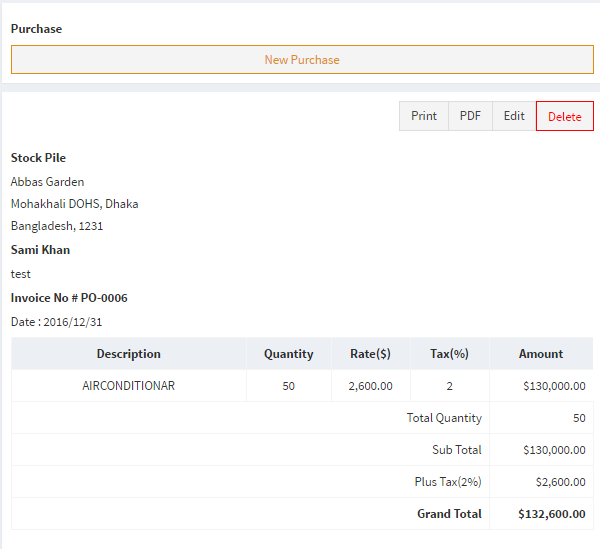 Purchase
New Purchase
Print PDF Edit Delete
Stock Pile
Abbas Garden
Mohakhali DOHS, Dhaka
Bangladesh, 1231
Sami Khan
test
Invoice No # PO-0006
Date : 2016/12/31
Description Quantity Rate($) Tax(%) Amount
AIRCONDITIONAR 50 2,600.00 2 $130,000.00
Total Quantity 50
Sub Total $130,000.00
Plus Tax(2%) $2,600.00
Grand Total $132,600.00